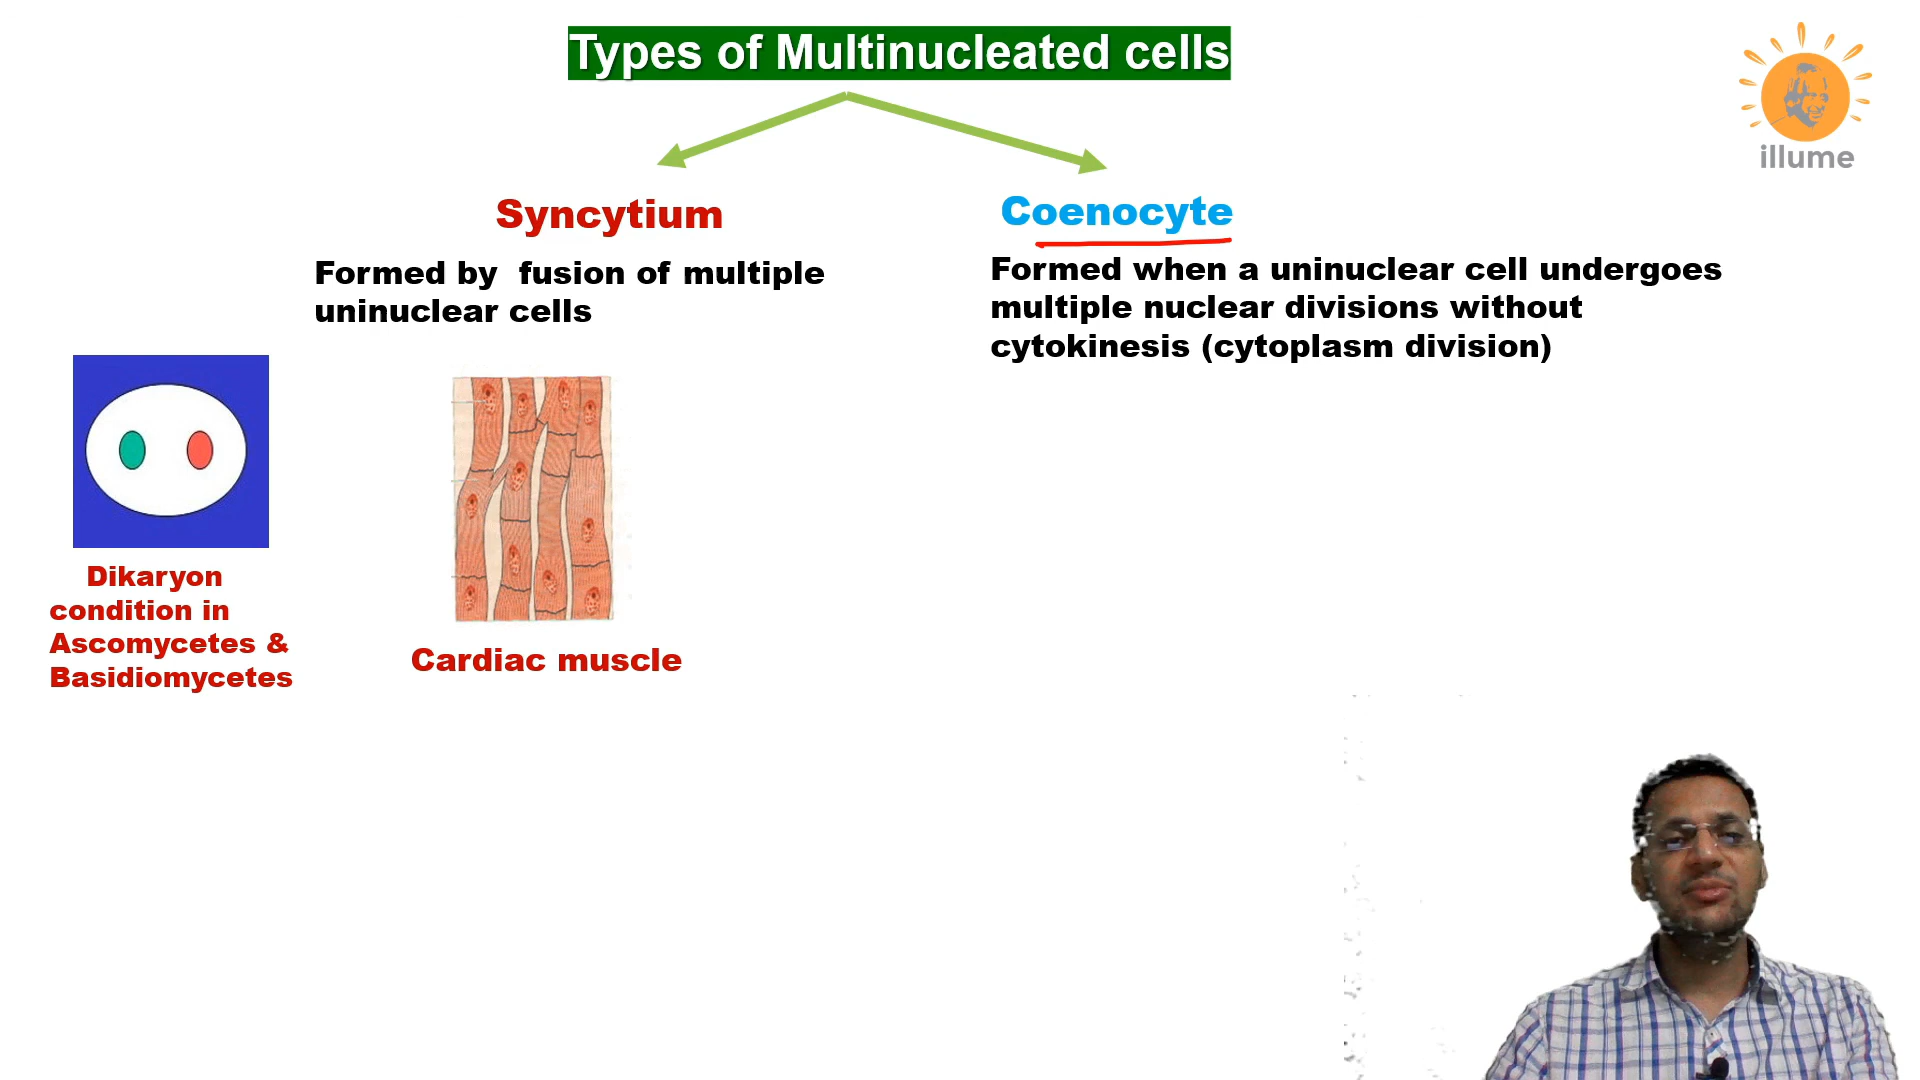 Types of Multinucleated cells
illume
Syncytium
Coenocyte
Formed by fusion of multiple
uninuclear cells
Formed when a uninuclear cell undergoes
multiple nuclear divisions without
cytokinesis (cytoplasm division)
Dikaryon
condition in
Ascomycetes &
Basidiomycetes
Cardiac muscle